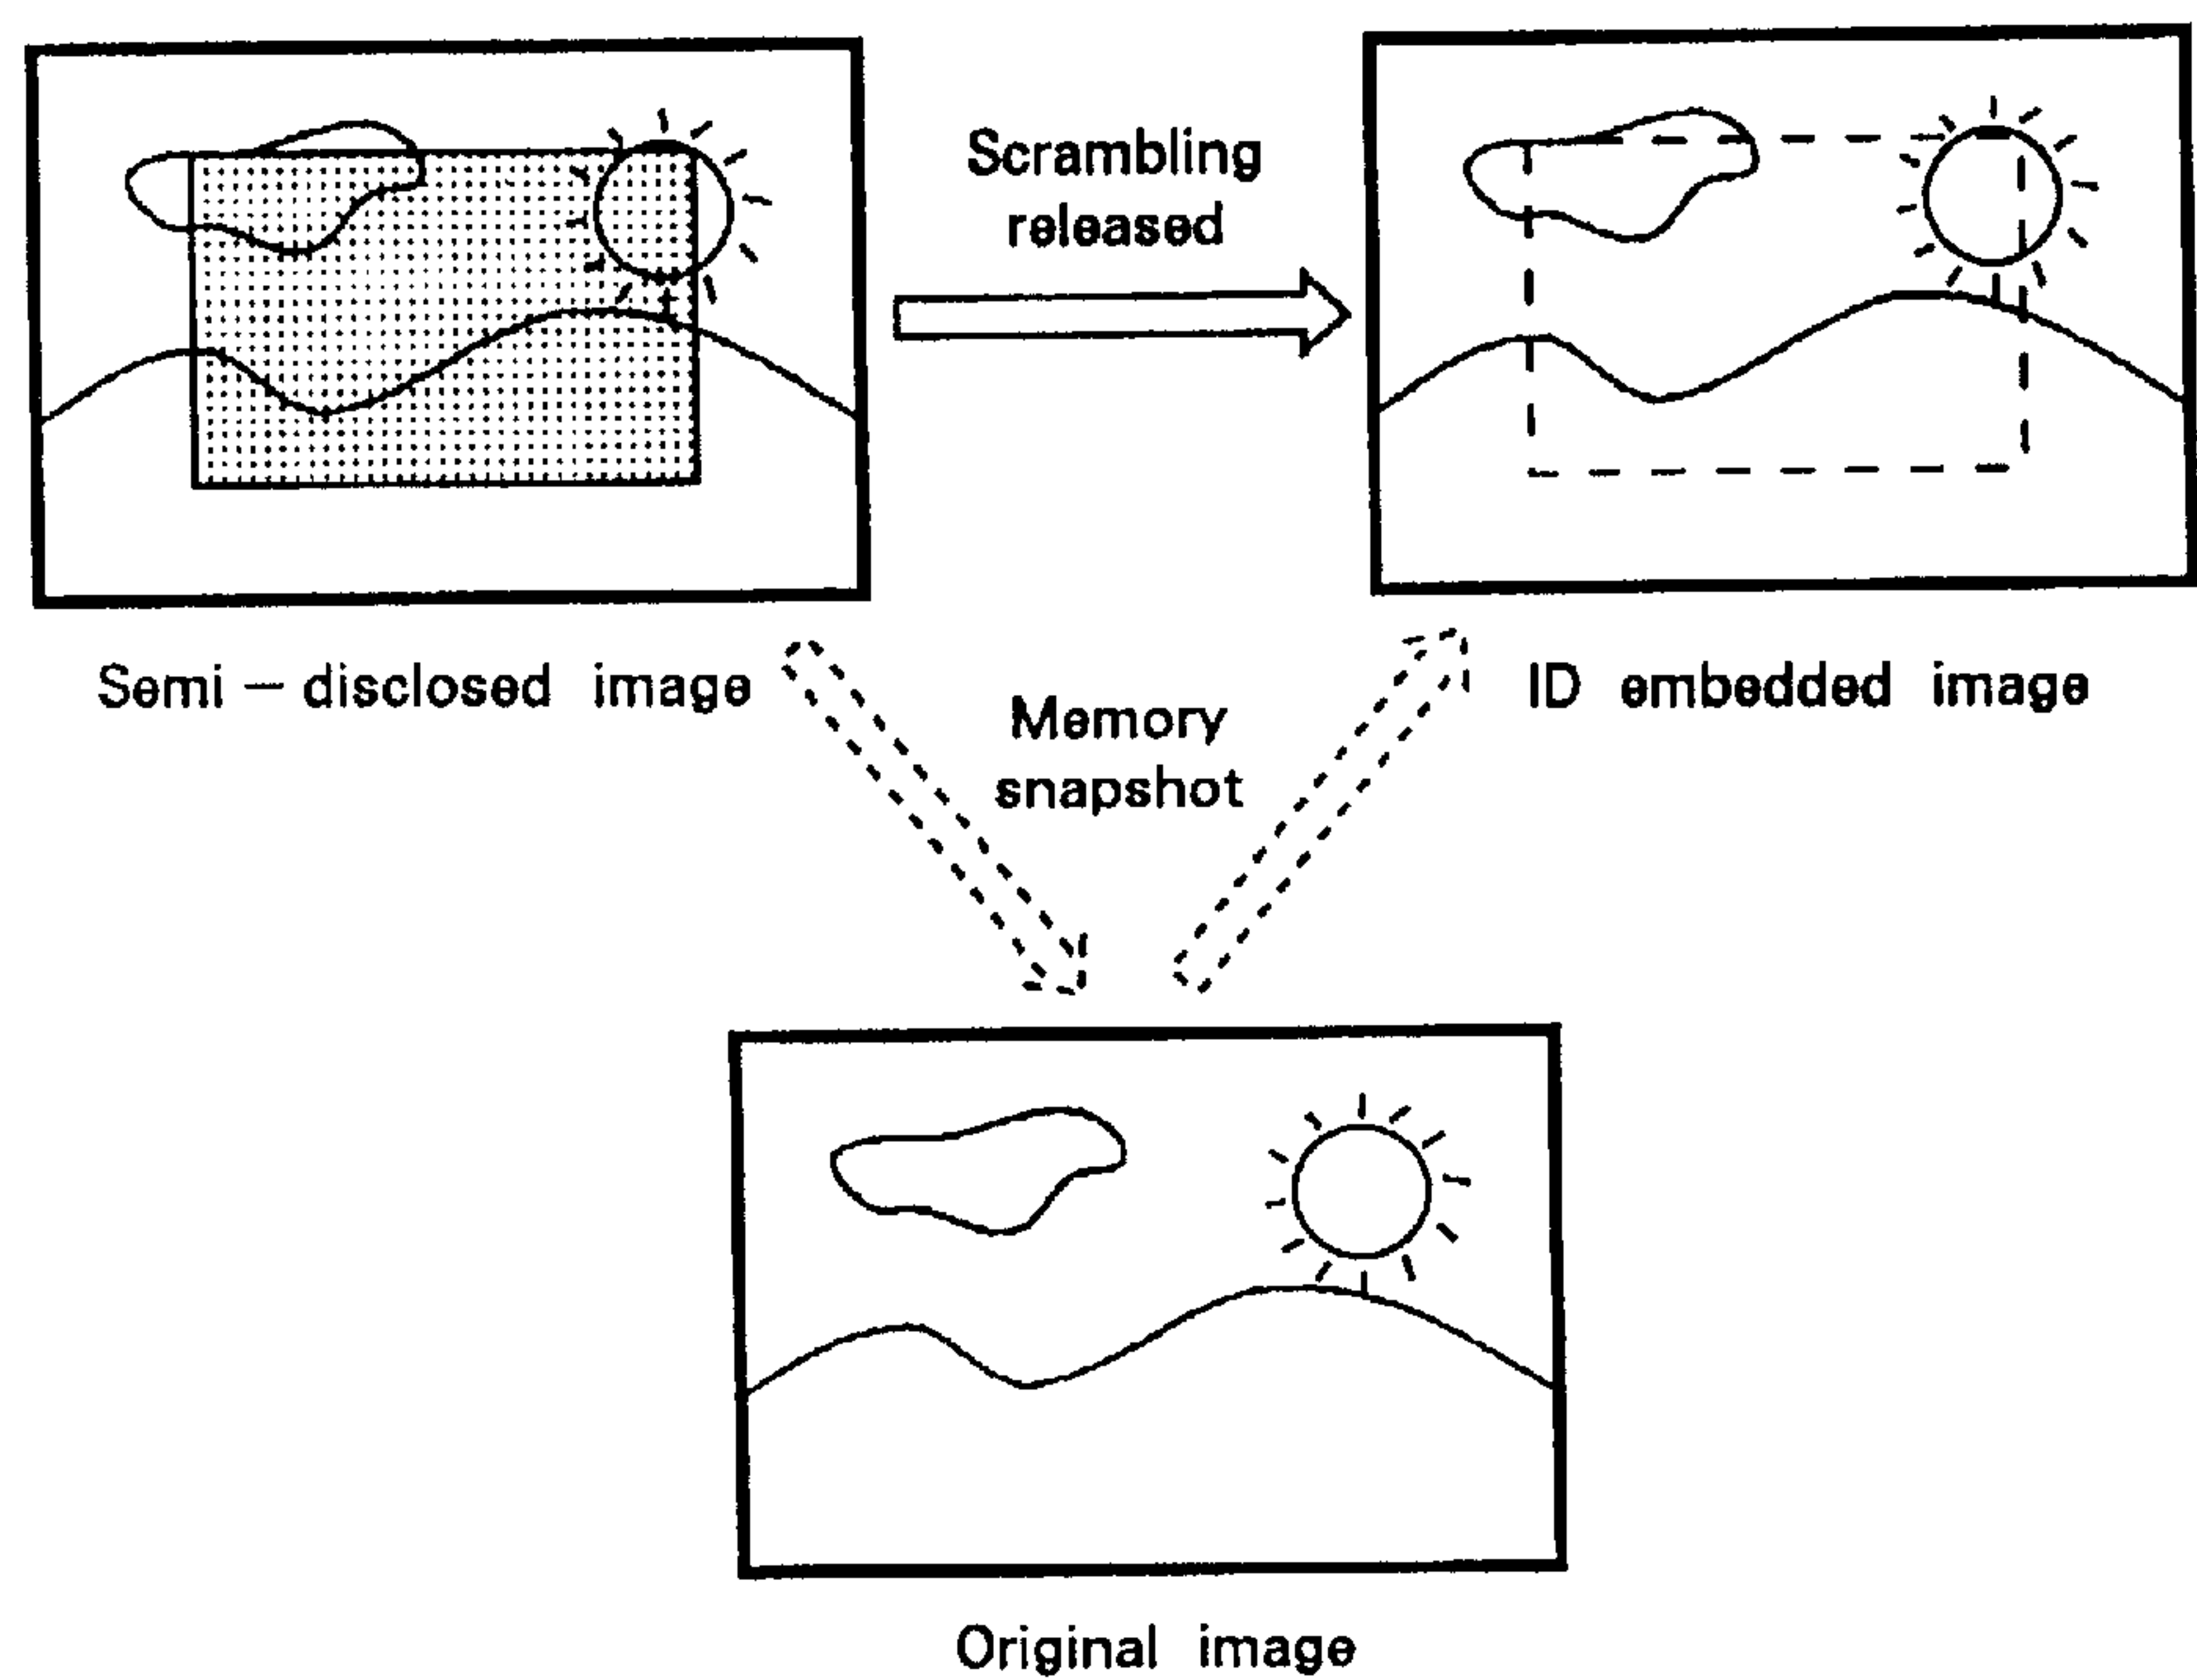 Scrambling
released
Semi – disclosed image
ID embedded image
Memory
snapshot
Original image